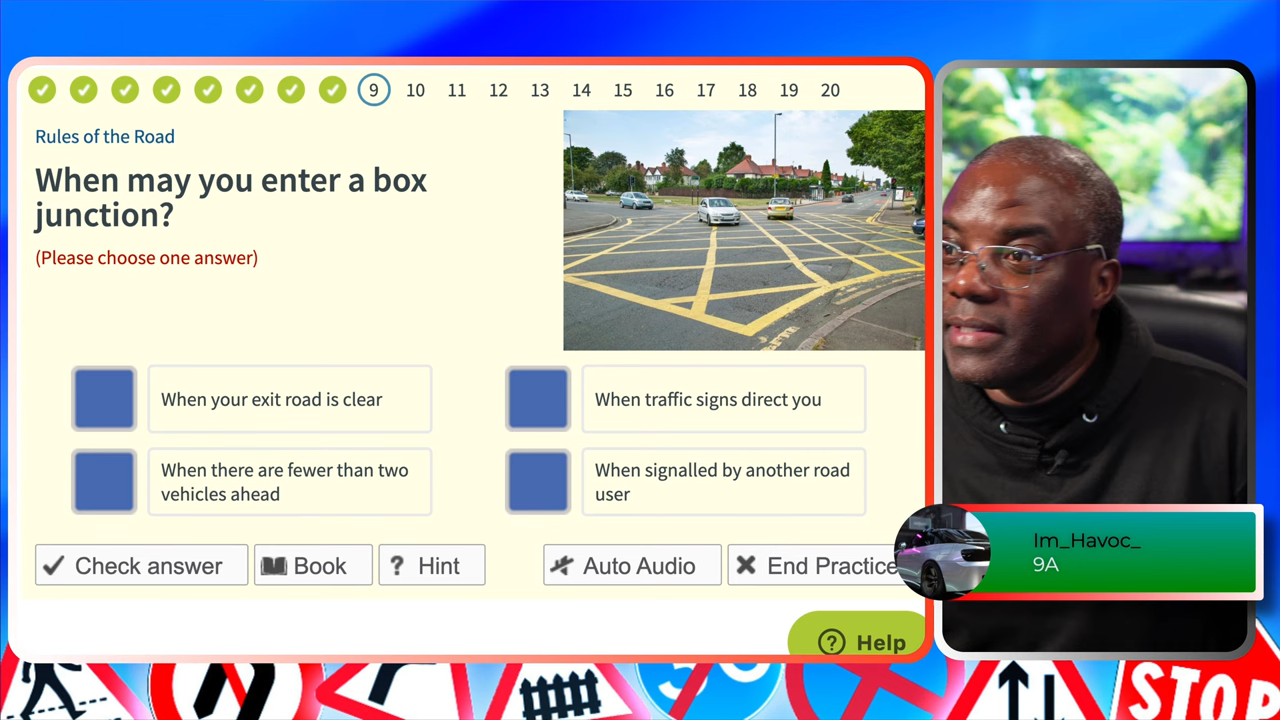 9 10 11 12 13 14 15 16 17 18 19 20
Rules of the Road
When may you enter a box
junction?
(Please choose one answer)
When your exit road is clear
When traffic signs direct you
When there are fewer than two
vehicles ahead
When signalled by another road
user
Check answer
Book
? Hint
Auto Audio
End Practice
Im_Havoc_
9A
? Help
STOP